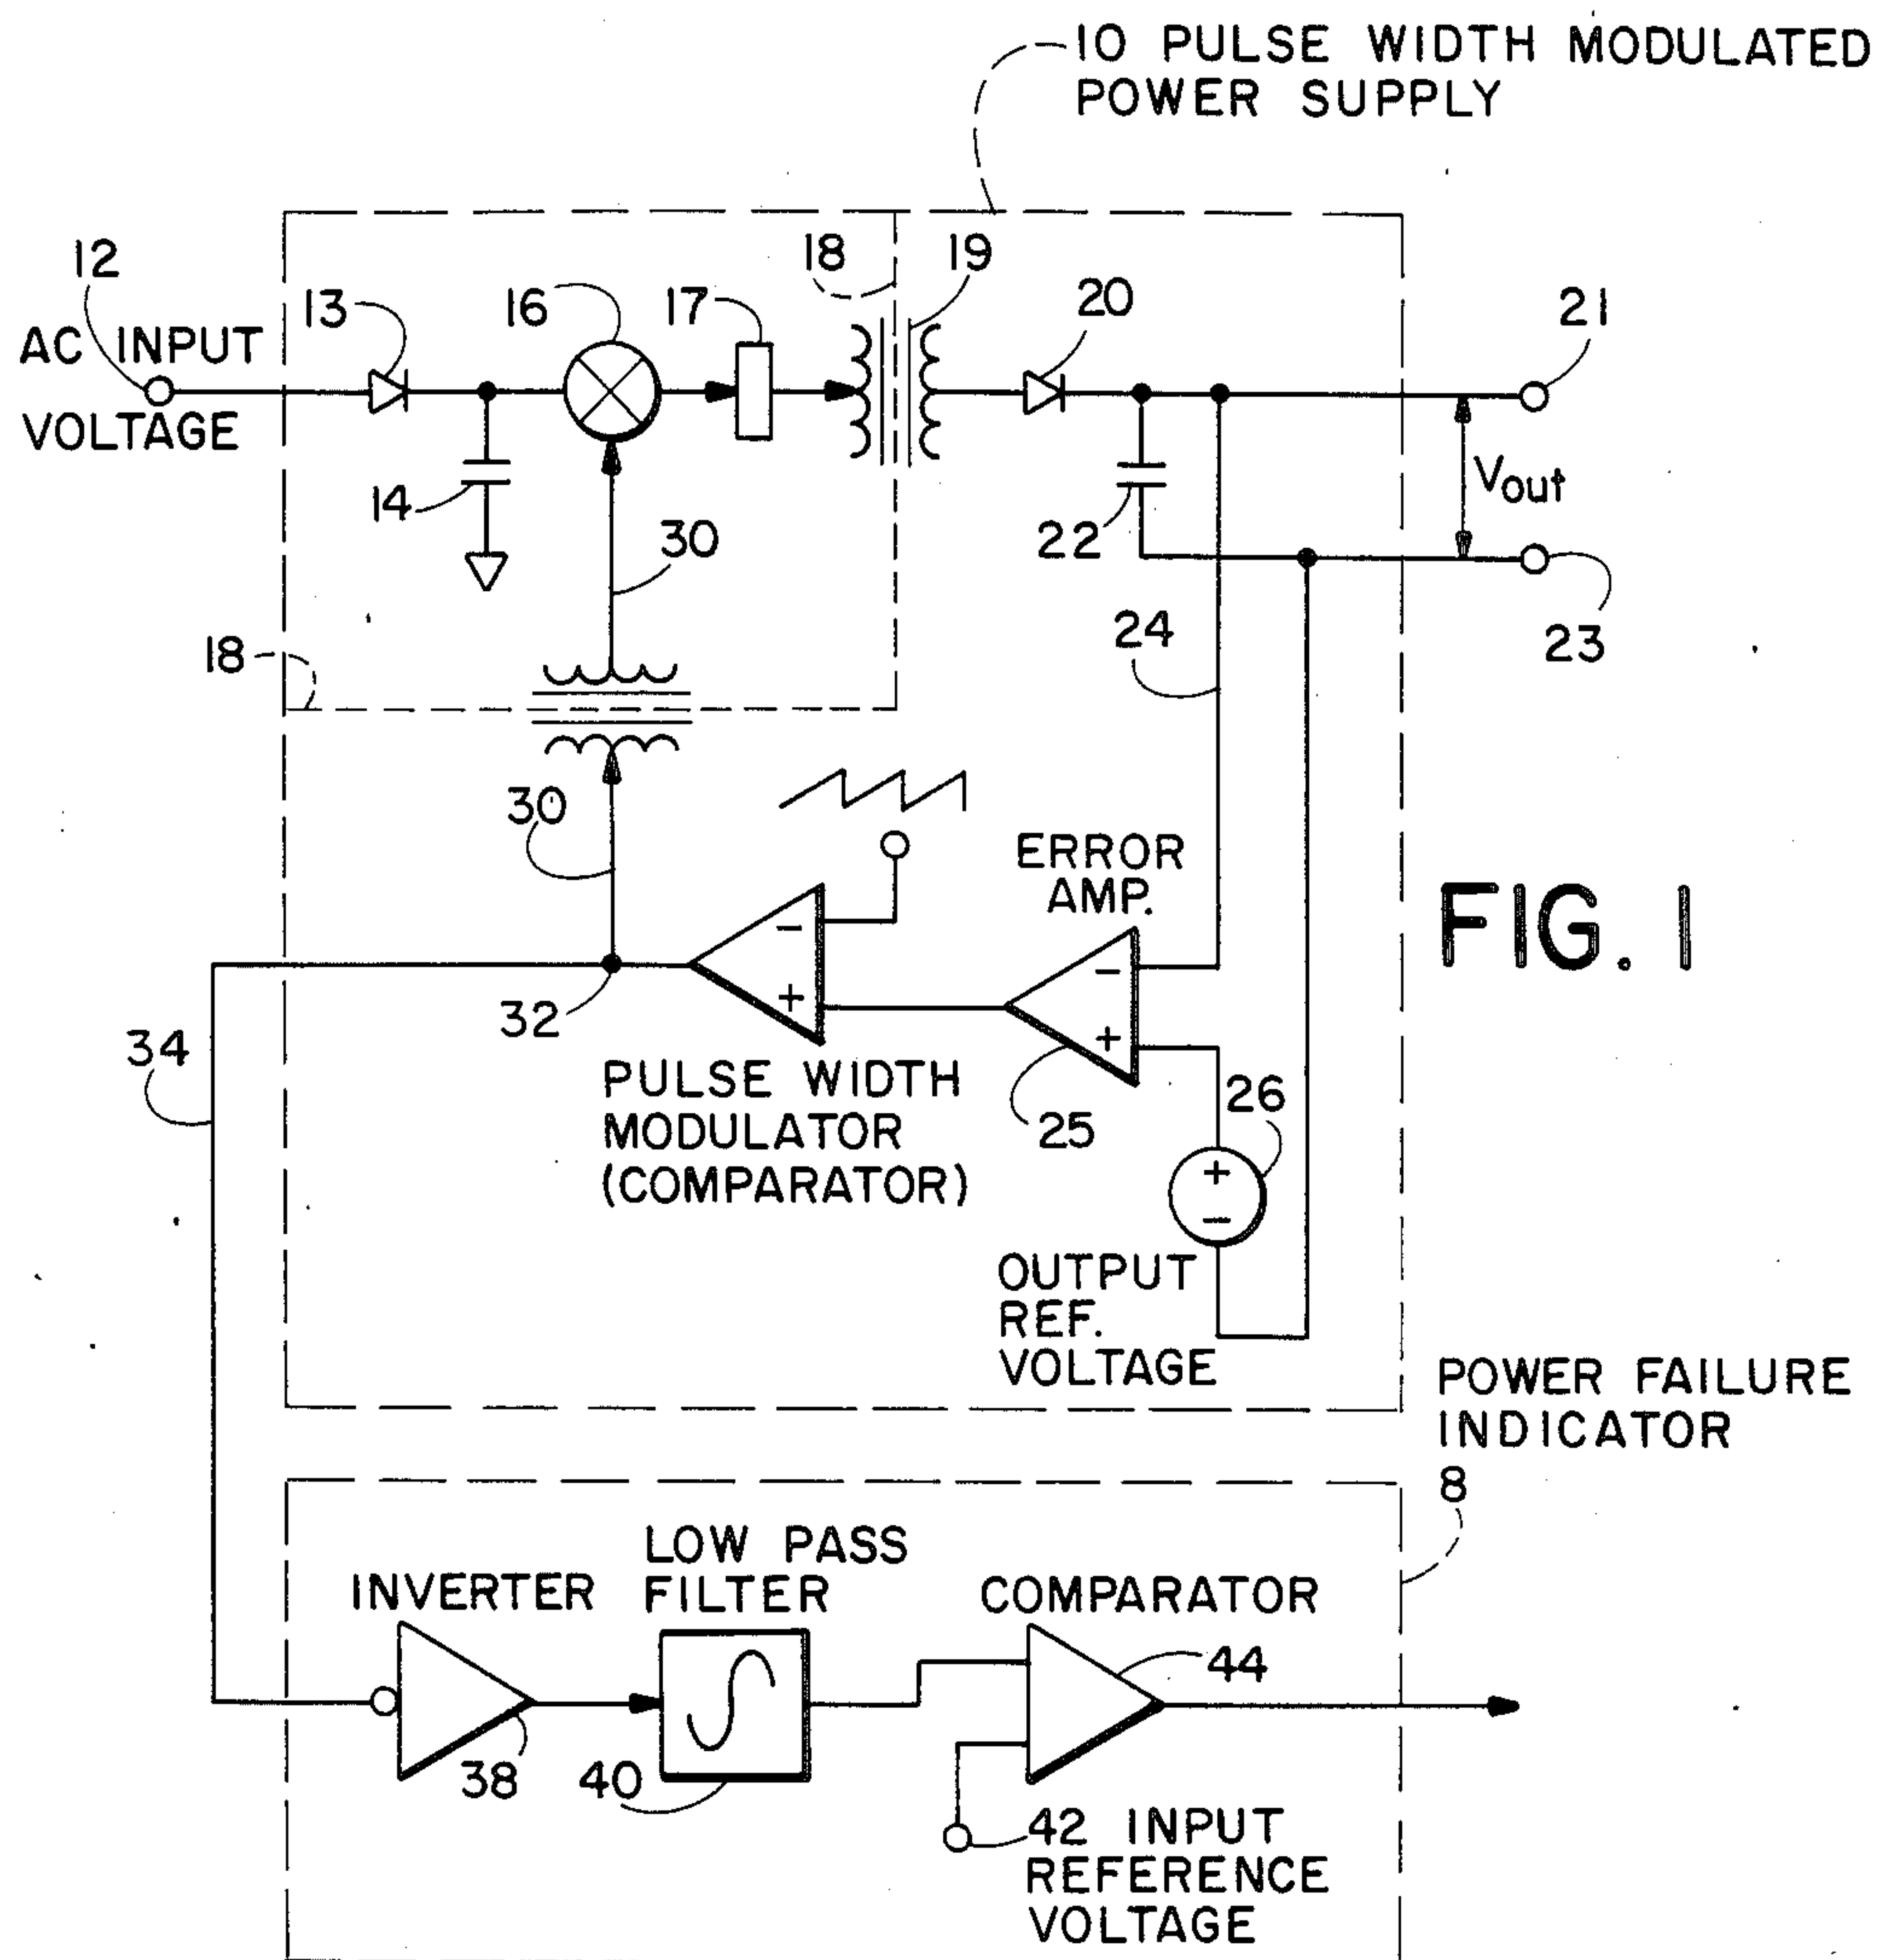 10 PULSE WIDTH MODULATED
POWER SUPPLY
12
13
16
17
18
19
20
21
AC INPUT
VOLTAGE
14
30
22
Vout
24
23
18
30
ERROR
AMP.
-
+
-
+
FIG. 1
32
34
PULSE WIDTH
MODULATOR
(COMPARATOR)
25
26
+
-
OUTPUT
REF.
VOLTAGE
POWER FAILURE
INDICATOR
8
INVERTER
LOW PASS
FILTER
COMPARATOR
44
38
40
42 INPUT
REFERENCE
VOLTAGE